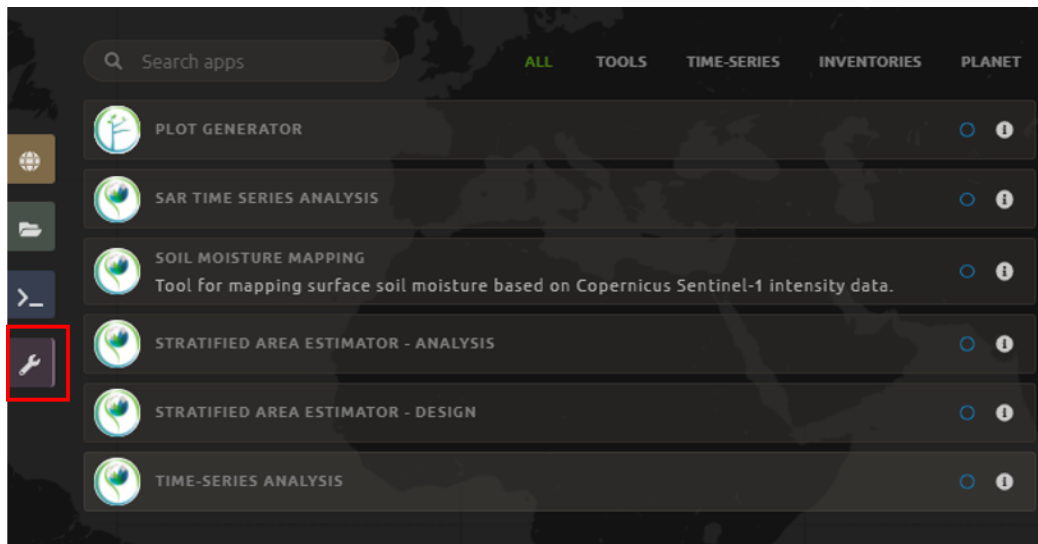 Search apps
ALL TOOLS TIME-SERIES INVENTORIES PLANET
PLOT GENERATOR
SAR TIME SERIES ANALYSIS
SOIL MOISTURE MAPPING
Tool for mapping surface soil moisture based on Copernicus Sentinel-1 intensity data.
STRATIFIED AREA ESTIMATOR - ANALYSIS
STRATIFIED AREA ESTIMATOR - DESIGN
TIME-SERIES ANALYSIS